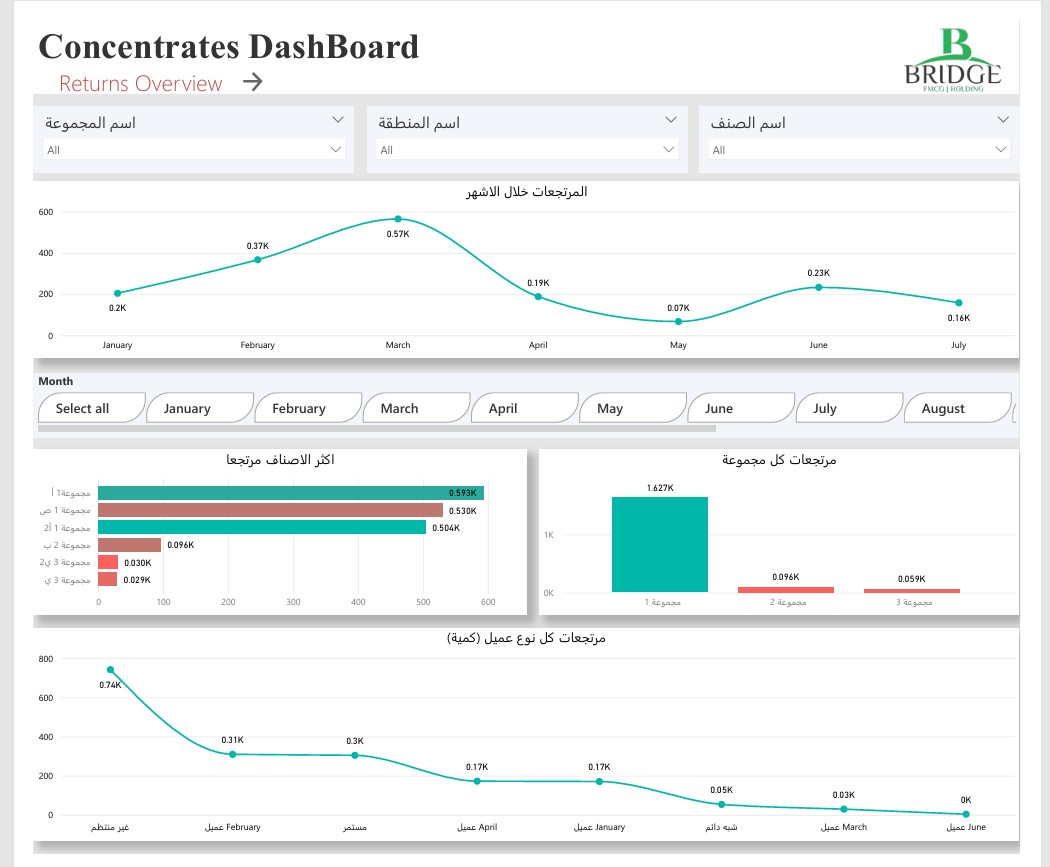 Concentrates DashBoard
Returns Overview
B
BRIDGE
FMCG | HOLDING
اسم المجموعة
All
اسم المنطقة
All
اسم الصنف
All
المرتجعات خلال الاشهر
600
400
200
0
0.2K
0.37K
0.57K
0.19K
0.07K
0.23K
0.16K
January
February
March
April
May
June
July
Month
Select all
January
February
March
April
May
June
July
August
اكثر الاصناف مرتجعا
مجموعة1 أ
0.593K
مجموعة 1 ص
0.530K
مجموعة 1 أ2
0.504K
مجموعة 2 ب
0.096K
مجموعة 3 ي2
0.030K
مجموعة 3 ي
0.029K
0
100
200
300
400
500
600
مرتجعات كل مجموعة
1K
0K
1.627K
0.096K
0.059K
مجموعة 1
مجموعة 2
مجموعة 3
مرتجعات كل نوع عميل (كمية)
800
600
400
200
0
0.74K
0.31K
0.3K
0.17K
0.17K
0.05K
0.03K
0K
غير منتظم
عميل February
مستمر
عميل April
عميل January
شبه دائم
عميل March
عميل June